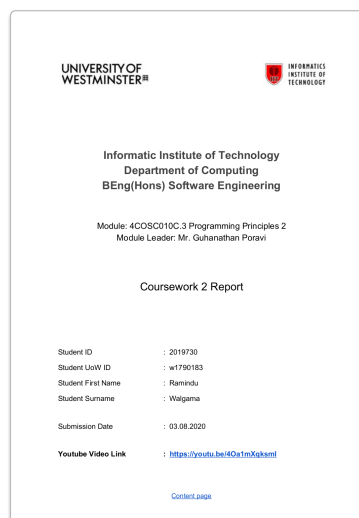 UNIVERSITY OF
WESTMINSTER
INFORMATICS
INSTITUTE OF
TECHNOLOGY
Informatic Institute of Technology
Department of Computing
BEng(Hons) Software Engineering
Module: 4COSC010C.3 Programming Principles 2
Module Leader: Mr. Guhanathan Poravi
Coursework 2 Report
Student ID : 2019730
Student UoW ID : w1790183
Student First Name : Ramindu
Student Surname : Walgama
Submission Date : 03.08.2020
Youtube Video Link : https://youtu.be/4Oa1mXqksmI
Content page